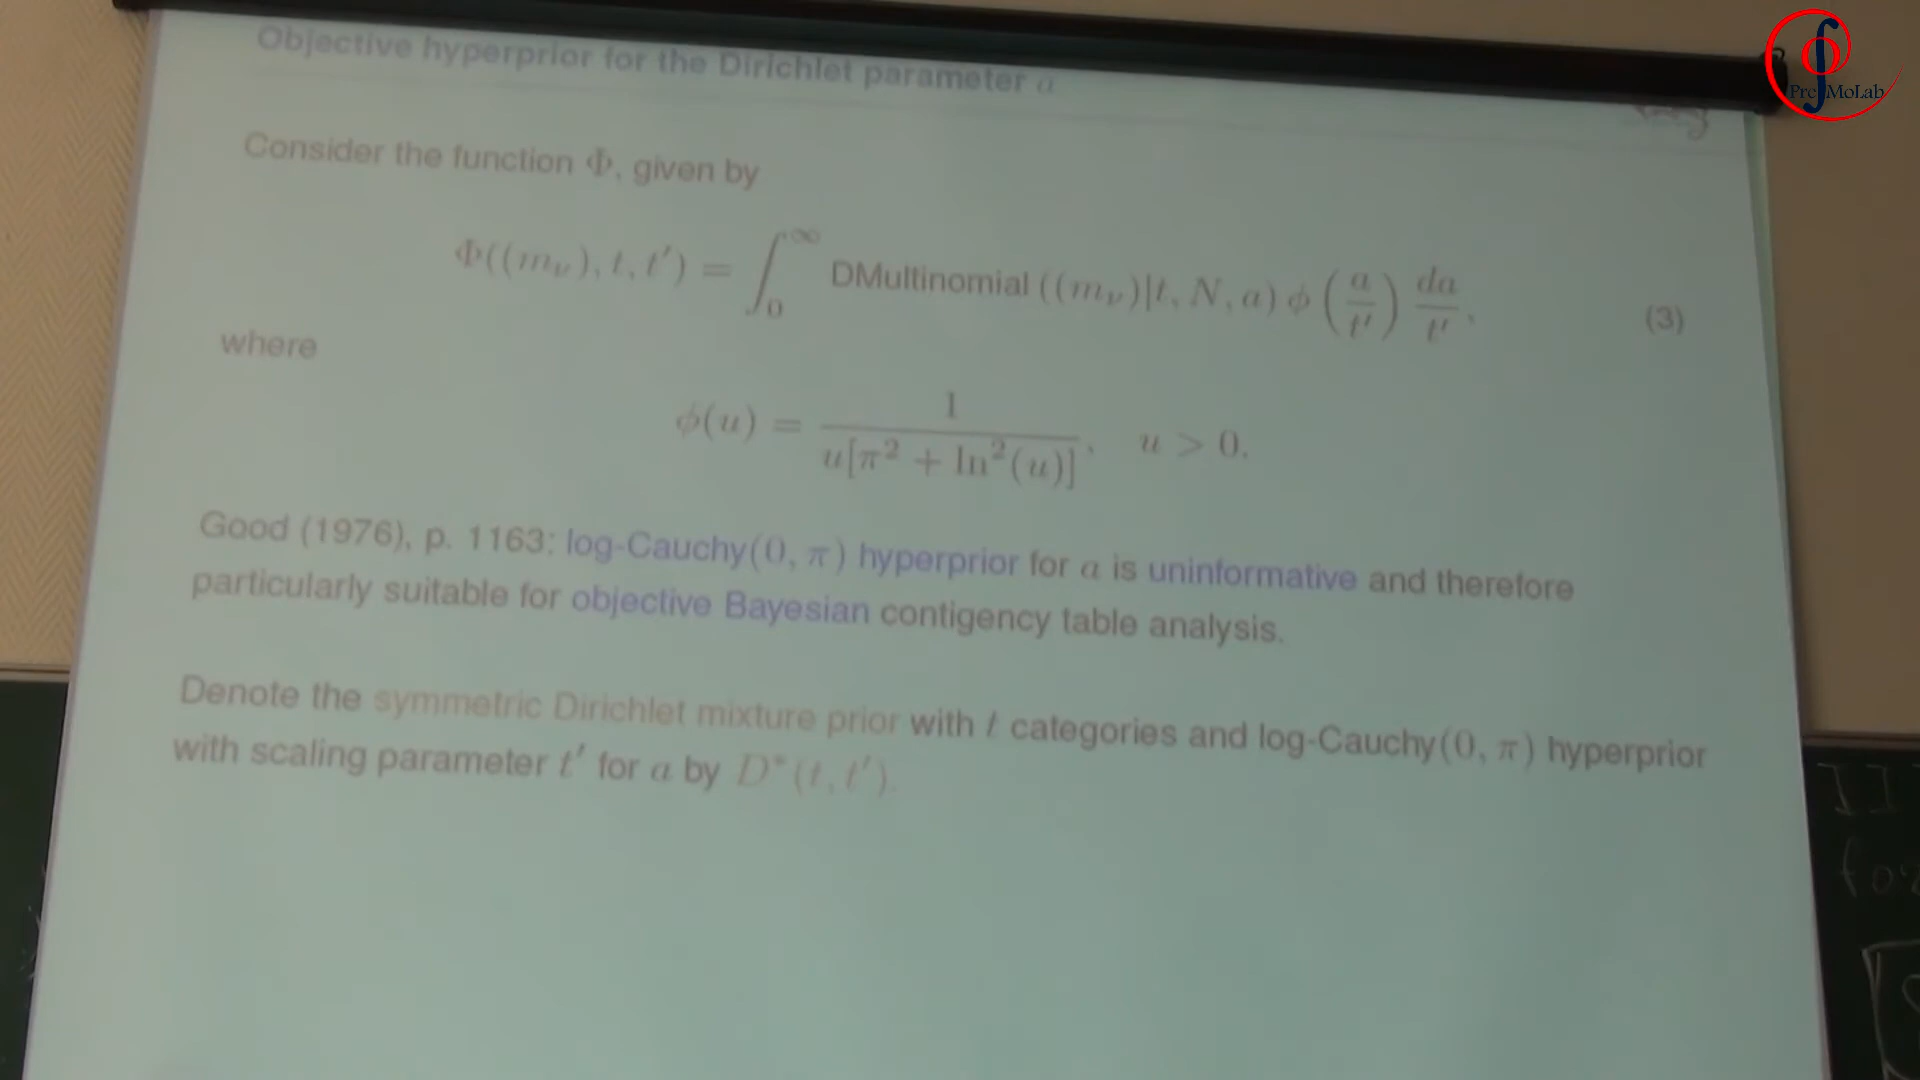 Objective hyperprior for the Dirichlet parameter a
Consider the function Φ, given by
Φ((m_ν), t, t′) = ∫_0^∞ DMultinomial ((m_ν)|t, N, a) φ (a/t′) da/t′, (3)
where
φ(u) = 1/(u[π² + ln²(u)]), u > 0.
Good (1976), p. 1163: log-Cauchy(0, π) hyperprior for a is uninformative and therefore
particularly suitable for objective Bayesian contigency table analysis.
Denote the symmetric Dirichlet mixture prior with t categories and log-Cauchy(0, π) hyperprior
with scaling parameter t′ for a by D*(t, t′).
PreMoLab